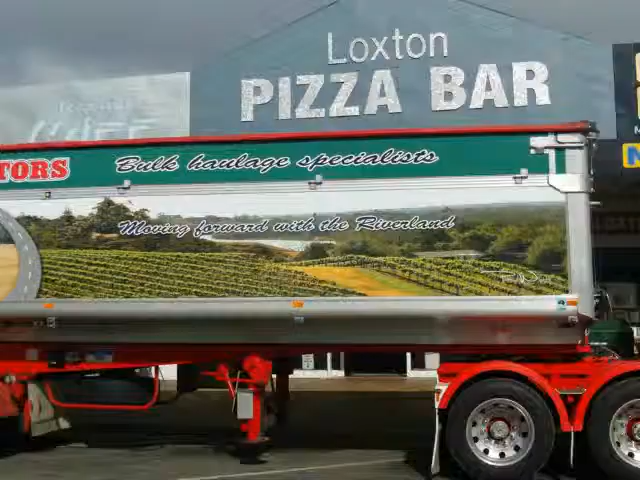 Loxton
PIZZA BAR
TORS
Bulk haulage specialists
Moving forward with the Riverland